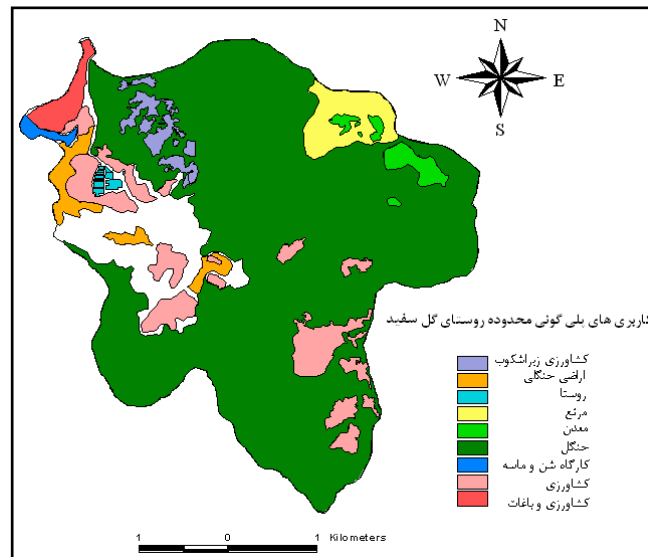 N
W E
S
کاربری های پلی گونی محدوده روستای گل سفید
کشاورزی زیراشکوب
اراضی جنگلی
روستا
مرتع
معدن
جنگل
کارگاه شن و ماسه
کشاورزی
کشاورزی و باغات
1 0 1 Kilometers